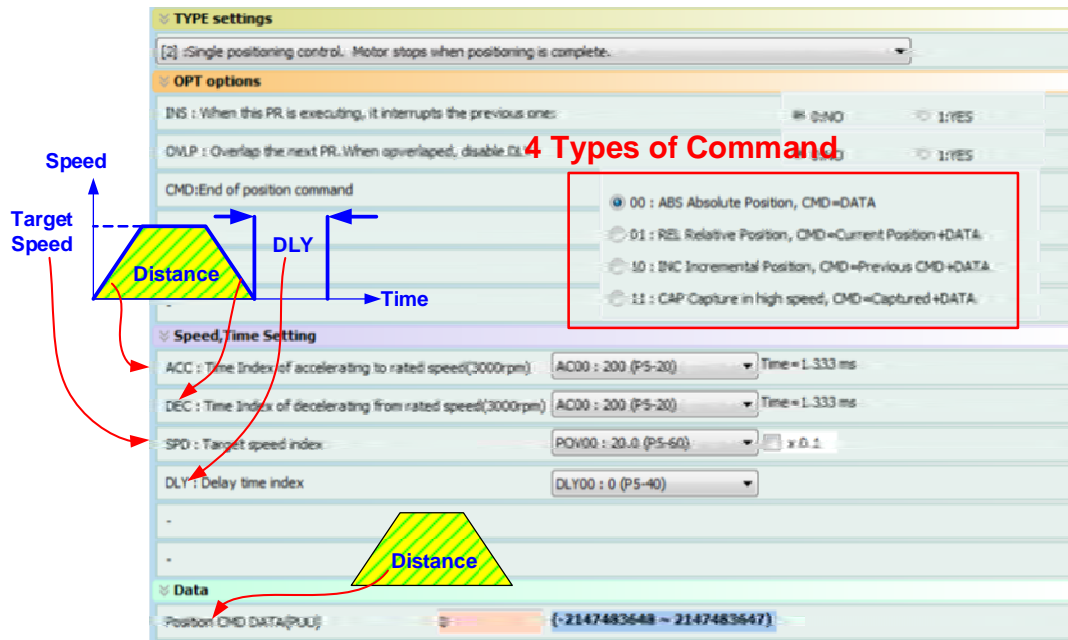 TYPE settings
[2] :Single positioning control. Motor stops when positioning is complete.
OPT options
INS : When this PR is executing, it interrupts the previous one:
0:NO 1:YES
OVLP : Overlap the next PR. When opverlaped, disable DLY
4 Types of Command
0:NO 1:YES
CMD:End of position command
00 : ABS Absolute Position, CMD=DATA
01 : REL Relative Position, CMD=Current Position+DATA
10 : INC Incremental Position, CMD=Previous CMD+DATA
11 : CAP Capture in high speed, CMD=Captured+DATA
Speed
Target
Speed
DLY
Distance
Time
-
Speed,Time Setting
ACC : Time Index of accelerating to rated speed(3000rpm) AC00 : 200 (P5-20) Time=1.333 ms
DEC : Time Index of decelerating from rated speed(3000rpm) AC00 : 200 (P5-20) Time=1.333 ms
SPD : Target speed index POV00 : 20.0 (P5-60) x 0.1
DLY : Delay time index DLY00 : 0 (P5-40)
-
-
Distance
Data
Position CMD DATA(PUU) 0 (-2147483648 ~ 2147483647)